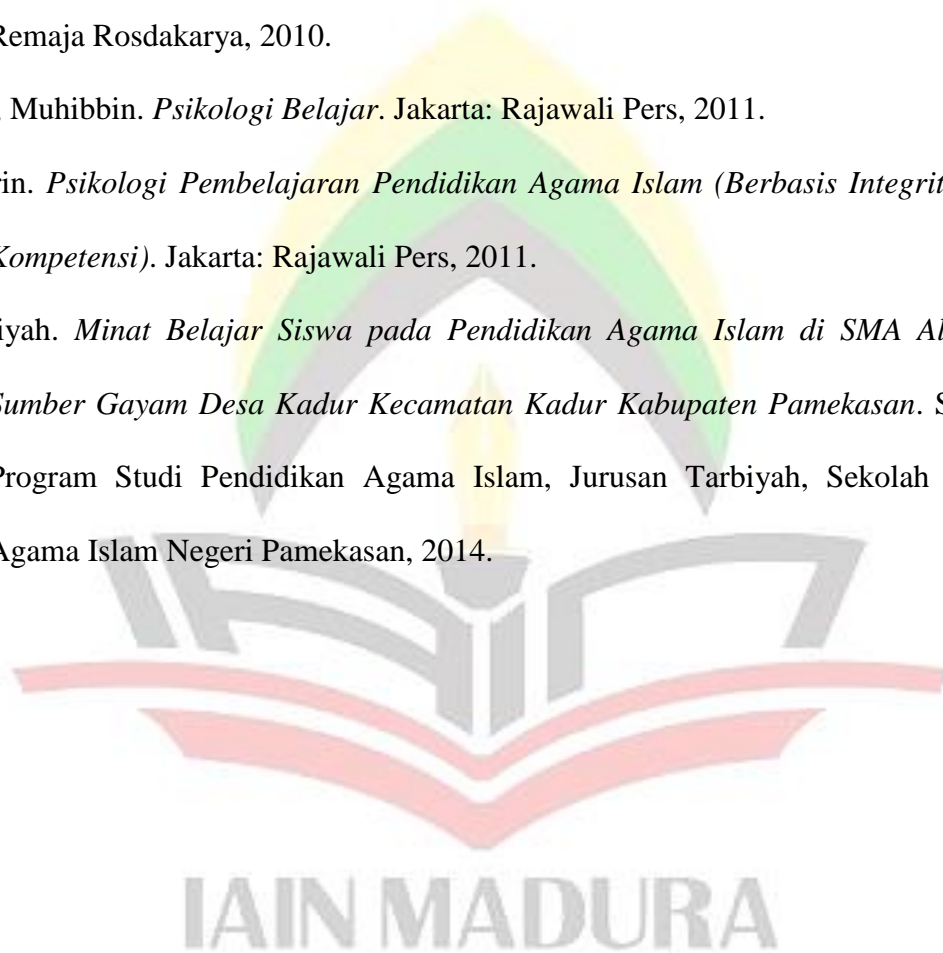 Remaja Rosdakarya, 2010.
, Muhibbin. Psikologi Belajar. Jakarta: Rajawali Pers, 2011.
rin. Psikologi Pembelajaran Pendidikan Agama Islam (Berbasis Integrit
Kompetensi). Jakarta: Rajawali Pers, 2011.
iyah. Minat Belajar Siswa pada Pendidikan Agama Islam di SMA Al
Sumber Gayam Desa Kadur Kecamatan Kadur Kabupaten Pamekasan. S
Program Studi Pendidikan Agama Islam, Jurusan Tarbiyah, Sekolah
Agama Islam Negeri Pamekasan, 2014.
IAIN MADURA